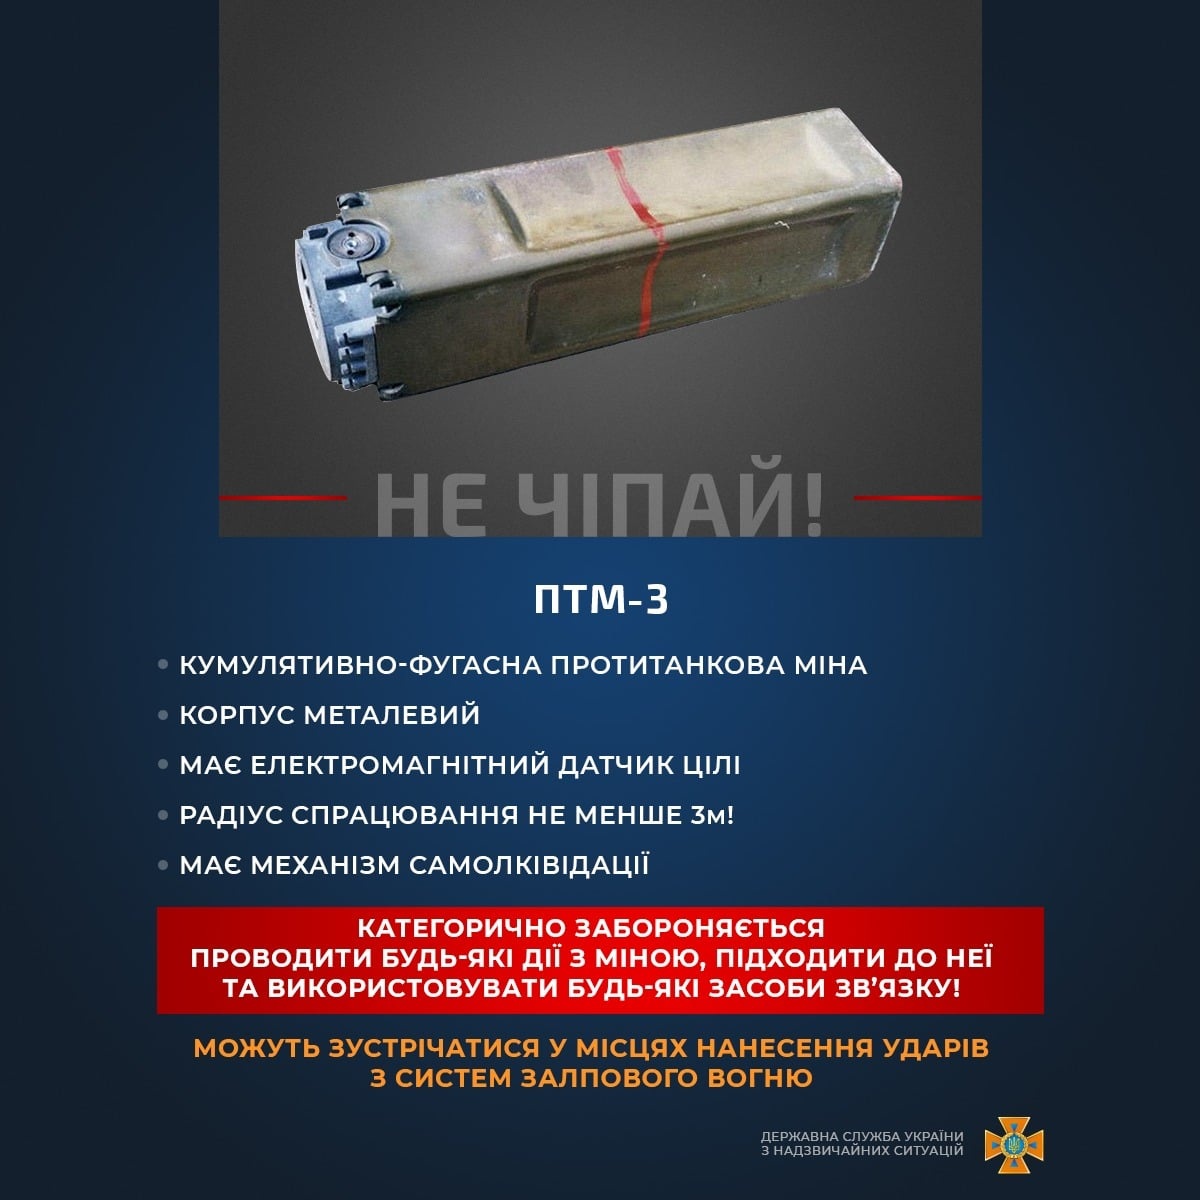 НЕ ЧІПАЙ!
ПТМ-3
• КУМУЛЯТИВНО-ФУГАСНА ПРОТИТАНКОВА МІНА
• КОРПУС МЕТАЛЕВИЙ
• МАЄ ЕЛЕКТРОМАГНІТНИЙ ДАТЧИК ЦІЛІ
• РАДІУС СПРАЦЮВАННЯ НЕ МЕНШЕ 3м!
• МАЄ МЕХАНІЗМ САМОЛКІВІДАЦІЇ
КАТЕГОРИЧНО ЗАБОРОНЯЄТЬСЯ
ПРОВОДИТИ БУДЬ-ЯКІ ДІЇ З МІНОЮ, ПІДХОДИТИ ДО НЕЇ
ТА ВИКОРИСТОВУВАТИ БУДЬ-ЯКІ ЗАСОБИ ЗВ’ЯЗКУ!
МОЖУТЬ ЗУСТРІЧАТИСЯ У МІСЦЯХ НАНЕСЕННЯ УДАРІВ
З СИСТЕМ ЗАЛПОВОГО ВОГНЮ
ДЕРЖАВНА СЛУЖБА УКРАЇНИ
З НАДЗВИЧАЙНИХ СИТУАЦІЙ